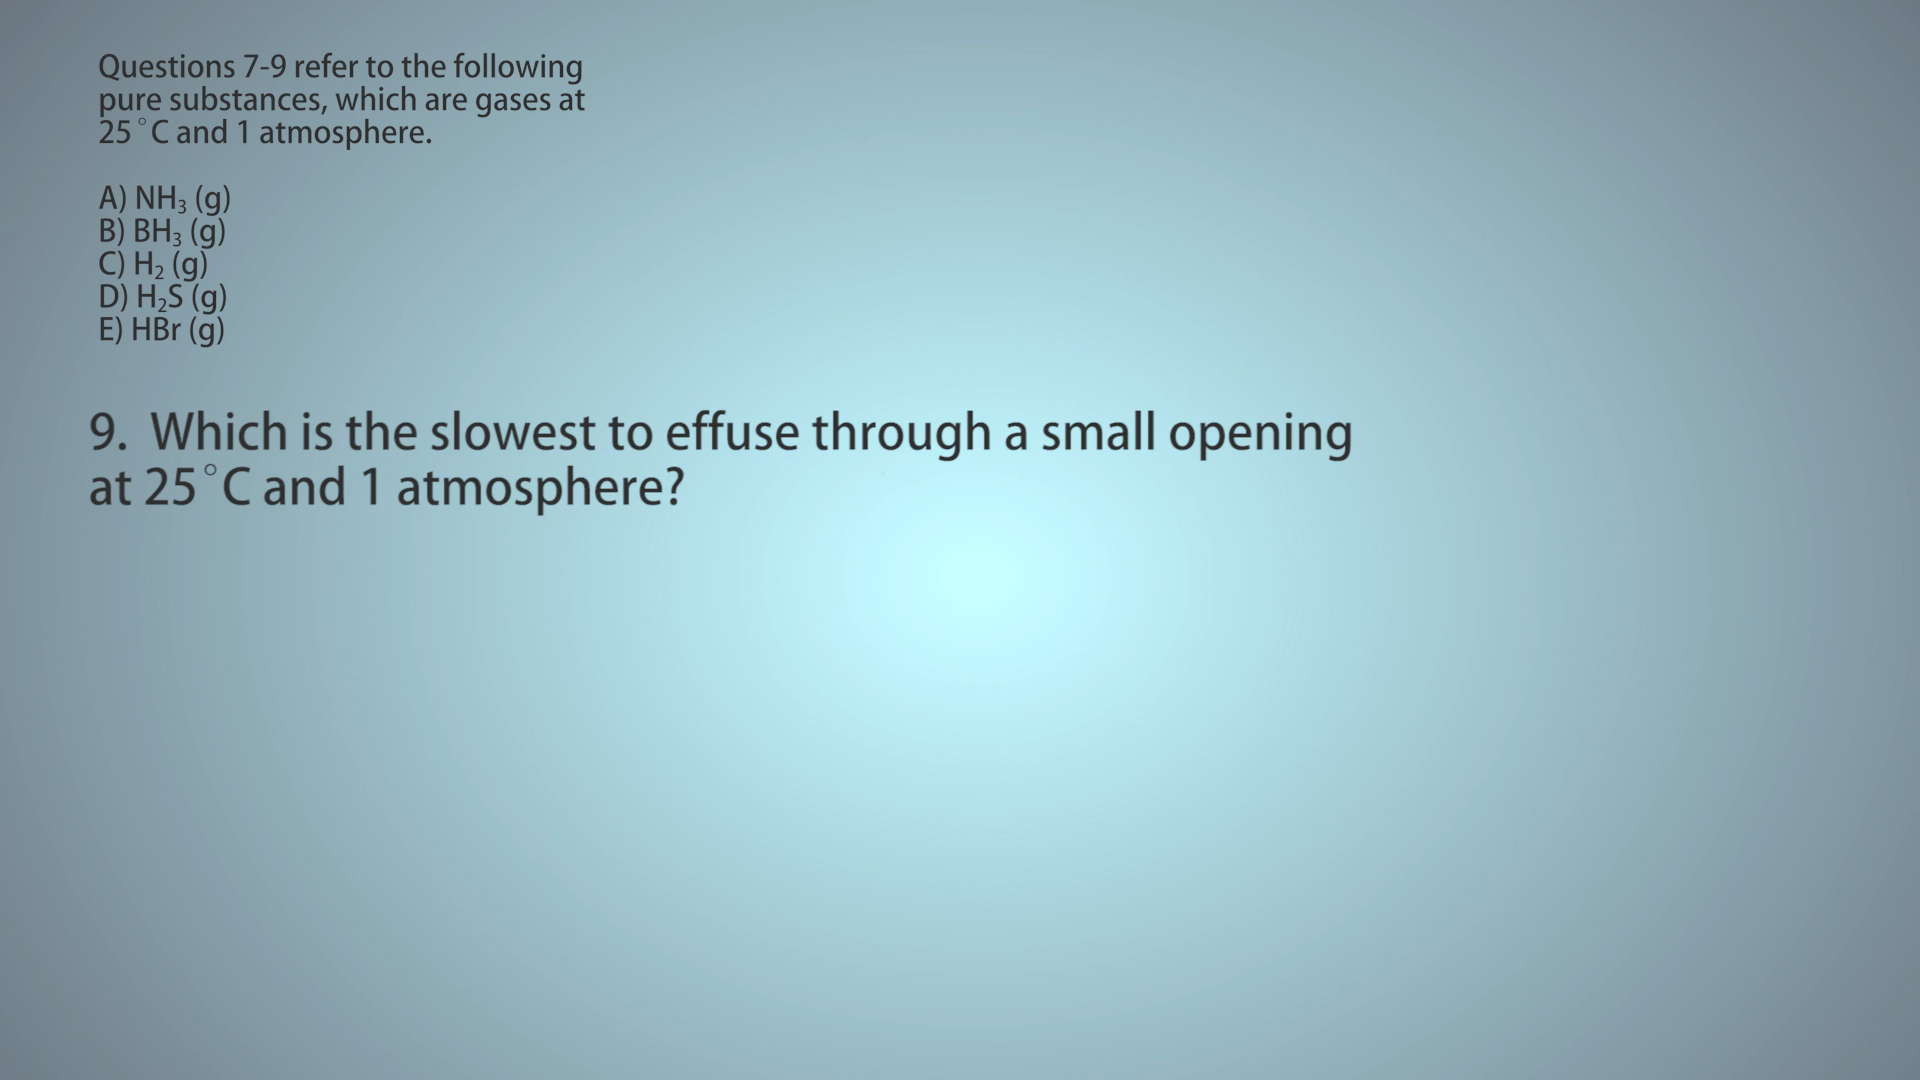 Questions 7-9 refer to the following
pure substances, which are gases at
25°C and 1 atmosphere.
A) NH₃ (g)
B) BH₃ (g)
C) H₂ (g)
D) H₂S (g)
E) HBr (g)
9. Which is the slowest to effuse through a small opening
at 25°C and 1 atmosphere?